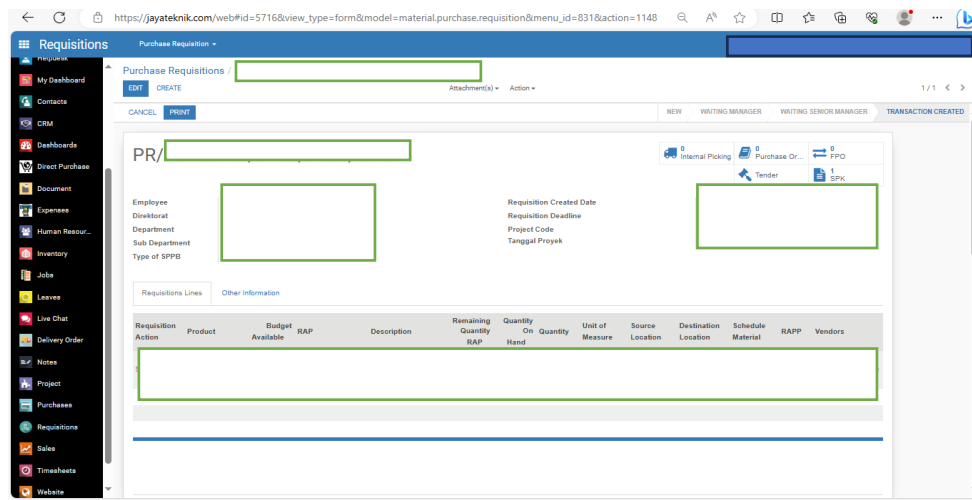 https://jayateknik.com/web#id=5716&view_type=form&model=material.purchase.requisition&menu_id=831&action=1148
Requisitions
Purchase Requisition
Helpdesk
My Dashboard
Contacts
CRM
Dashboards
Direct Purchase
Document
Expenses
Human Resour...
Inventory
Jobs
Leaves
Live Chat
Delivery Order
Notes
Project
Purchases
Requisitions
Sales
Timesheets
Website
Purchase Requisitions /
EDIT CREATE Attachment(s) Action 1 / 1
CANCEL PRINT NEW WAITING MANAGER WAITING SENIOR MANAGER TRANSACTION CREATED
PR/
0 Internal Picking
0 Purchase Or...
0 FPO
Tender
1 SPK
Employee
Direktorat
Department
Sub Department
Type of SPPB
Requisition Created Date
Requisition Deadline
Project Code
Tanggal Proyek
Requisitions Lines Other Information
Requisition Action Product Budget Available RAP Description Remaining Quantity RAP Quantity On Hand Quantity Unit of Measure Source Location Destination Location Schedule Material RAPP Vendors